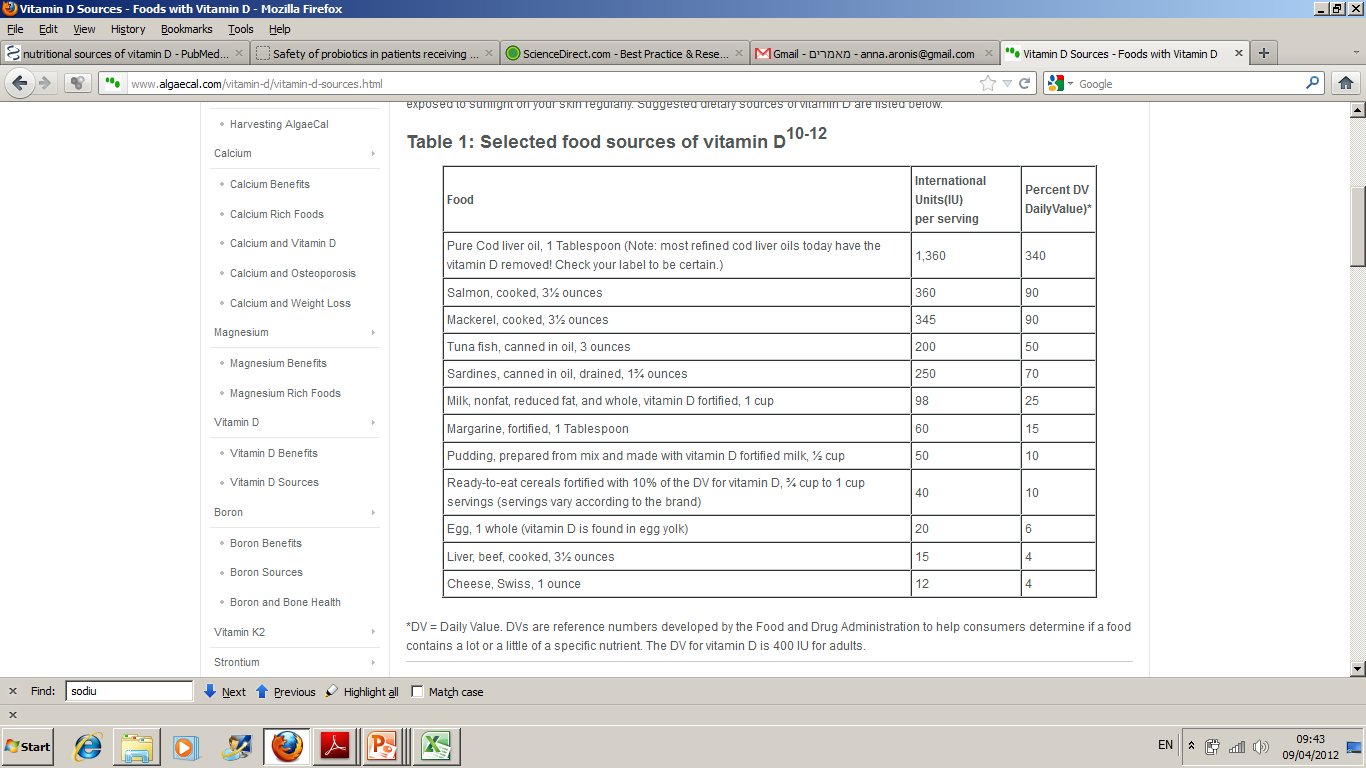 Vitamin D Sources - Foods with Vitamin D - Mozilla Firefox
File Edit View History Bookmarks Tools Help
nutritional sources of vitamin D - PubMed...
Safety of probiotics in patients receiving ...
ScienceDirect.com - Best Practice & Rese...
Gmail - מאמרים - anna.aronis@gmail.com
Vitamin D Sources - Foods with Vitamin D
www.algaecal.com/vitamin-d/vitamin-d-sources.html
Google
exposed to sunlight on your skin regularly. Suggested dietary sources of vitamin D are listed below.
Harvesting AlgaeCal
Calcium
Calcium Benefits
Calcium Rich Foods
Calcium and Vitamin D
Calcium and Osteoporosis
Calcium and Weight Loss
Magnesium
Magnesium Benefits
Magnesium Rich Foods
Vitamin D
Vitamin D Benefits
Vitamin D Sources
Boron
Boron Benefits
Boron Sources
Boron and Bone Health
Vitamin K2
Strontium
Table 1: Selected food sources of vitamin D10-12
Food
International
Units(IU)
per serving
Percent DV
DailyValue)*
Pure Cod liver oil, 1 Tablespoon (Note: most refined cod liver oils today have the
vitamin D removed! Check your label to be certain.)
1,360 340
Salmon, cooked, 3½ ounces 360 90
Mackerel, cooked, 3½ ounces 345 90
Tuna fish, canned in oil, 3 ounces 200 50
Sardines, canned in oil, drained, 1¾ ounces 250 70
Milk, nonfat, reduced fat, and whole, vitamin D fortified, 1 cup 98 25
Margarine, fortified, 1 Tablespoon 60 15
Pudding, prepared from mix and made with vitamin D fortified milk, ½ cup 50 10
Ready-to-eat cereals fortified with 10% of the DV for vitamin D, ¾ cup to 1 cup
servings (servings vary according to the brand)
40 10
Egg, 1 whole (vitamin D is found in egg yolk) 20 6
Liver, beef, cooked, 3½ ounces 15 4
Cheese, Swiss, 1 ounce 12 4
*DV = Daily Value. DVs are reference numbers developed by the Food and Drug Administration to help consumers determine if a food
contains a lot or a little of a specific nutrient. The DV for vitamin D is 400 IU for adults.
Find: sodiu Next Previous Highlight all Match case
Start
EN
09:43
09/04/2012